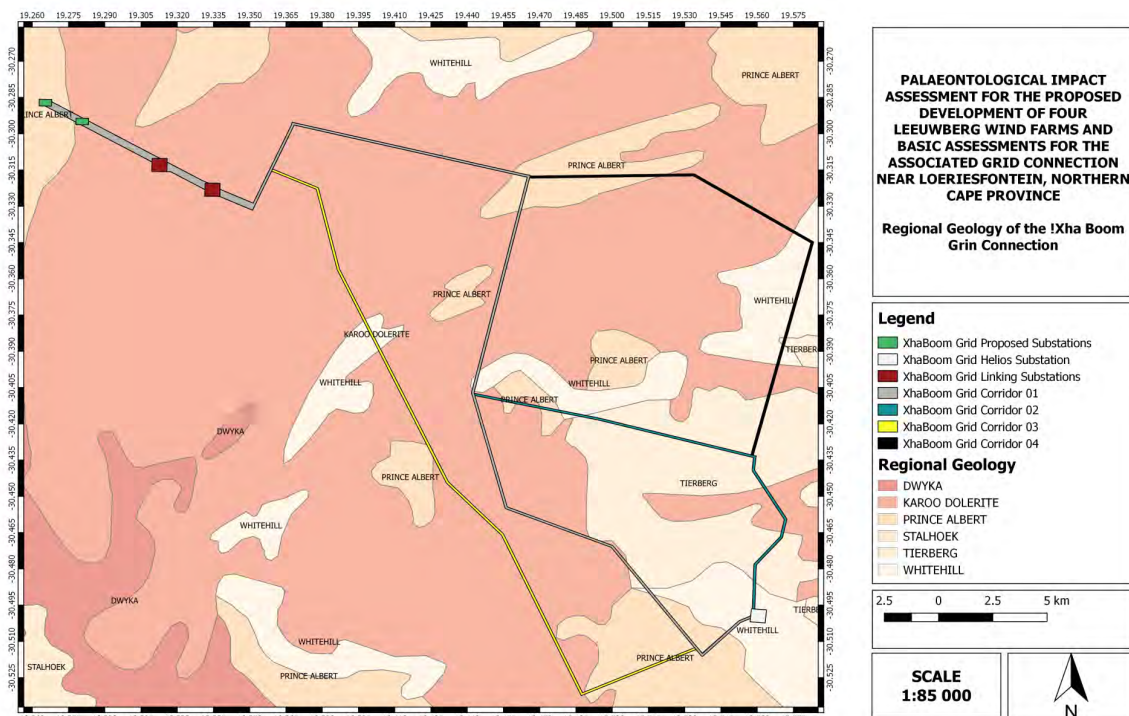 19.260 19.275 19.290 19.305 19.320 19.335 19.350 19.365 19.380 19.395 19.410 19.425 19.440 19.455 19.470 19.485 19.500 19.515 19.530 19.545 19.560 19.575
-30.270
-30.285
-30.300
-30.315
-30.330
-30.345
-30.360
-30.375
-30.390
-30.405
-30.420
-30.435
-30.450
-30.465
-30.480
-30.495
-30.510
-30.525
WHITEHILL
PRINCE ALBERT
INCE ALBERT
PRINCE ALBERT
PRINCE ALBERT
WHITEHILL
KAROO DOLERITE
TIERBER
PRINCE ALBERT
WHITEHILL
WHITEHILL
PRINCE ALBERT
DWYKA
PRINCE ALBERT
TIERBERG
WHITEHILL
DWYKA
TIERB
WHITEHILL
WHITEHILL
PRINCE ALBERT
STALHOEK
PRINCE ALBERT
PALAEONTOLOGICAL IMPACT
ASSESSMENT FOR THE PROPOSED
DEVELOPMENT OF FOUR
LEEUWBERG WIND FARMS AND
BASIC ASSESSMENTS FOR THE
ASSOCIATED GRID CONNECTION
NEAR LOERIESFONTEIN, NORTHERN
CAPE PROVINCE
Regional Geology of the !Xha Boom
Grin Connection
Legend
XhaBoom Grid Proposed Substations
XhaBoom Grid Helios Substation
XhaBoom Grid Linking Substations
XhaBoom Grid Corridor 01
XhaBoom Grid Corridor 02
XhaBoom Grid Corridor 03
XhaBoom Grid Corridor 04
Regional Geology
DWYKA
KAROO DOLERITE
PRINCE ALBERT
STALHOEK
TIERBERG
WHITEHILL
2.5 0 2.5 5 km
SCALE
1:85 000
N